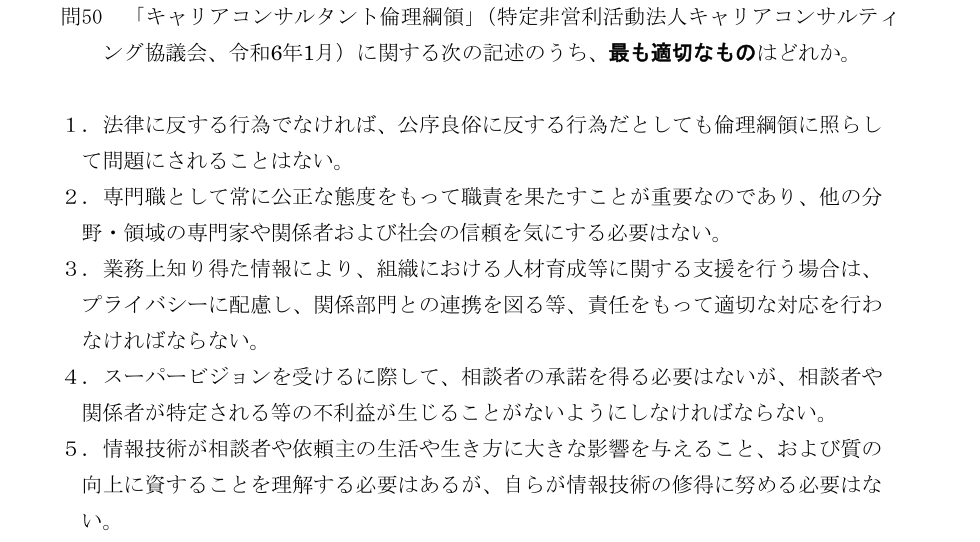 問50　「キャリアコンサルタント倫理綱領」（特定非営利活動法人キャリアコンサルティ
ング協議会、令和6年1月）に関する次の記述のうち、最も適切なものはどれか。
１．法律に反する行為でなければ、公序良俗に反する行為だとしても倫理綱領に照らし
て問題にされることはない。
２．専門職として常に公正な態度をもって職責を果たすことが重要なのであり、他の分
野・領域の専門家や関係者および社会の信頼を気にする必要はない。
３．業務上知り得た情報により、組織における人材育成等に関する支援を行う場合は、
プライバシーに配慮し、関係部門との連携を図る等、責任をもって適切な対応を行わ
なければならない。
４．スーパービジョンを受けるに際して、相談者の承諾を得る必要はないが、相談者や
関係者が特定される等の不利益が生じることがないようにしなければならない。
５．情報技術が相談者や依頼主の生活や生き方に大きな影響を与えること、および質の
向上に資することを理解する必要はあるが、自らが情報技術の修得に努める必要はな
い。